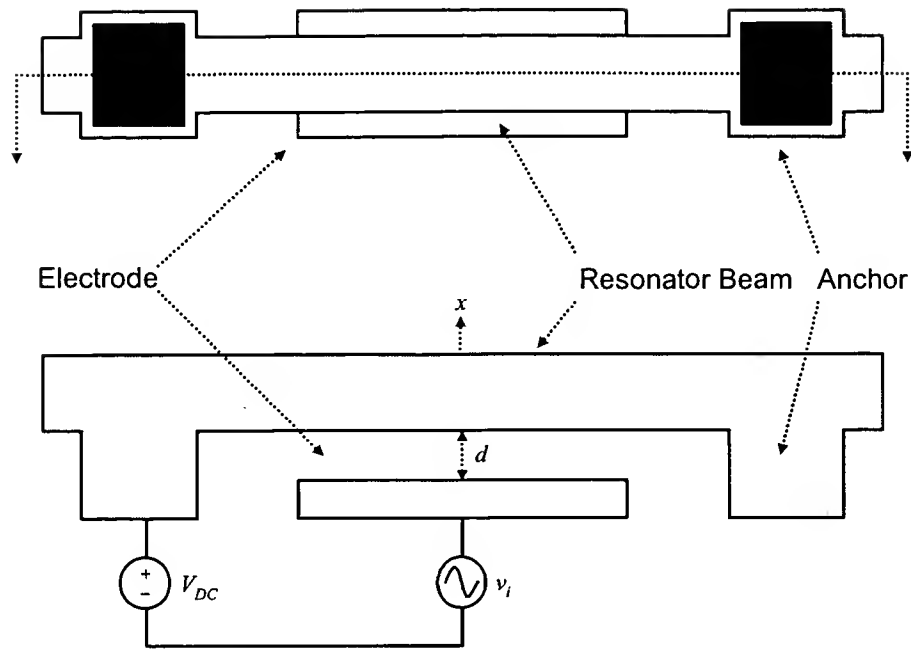 Electrode
Resonator Beam
Anchor
x
d
+
−
V_DC
v_i